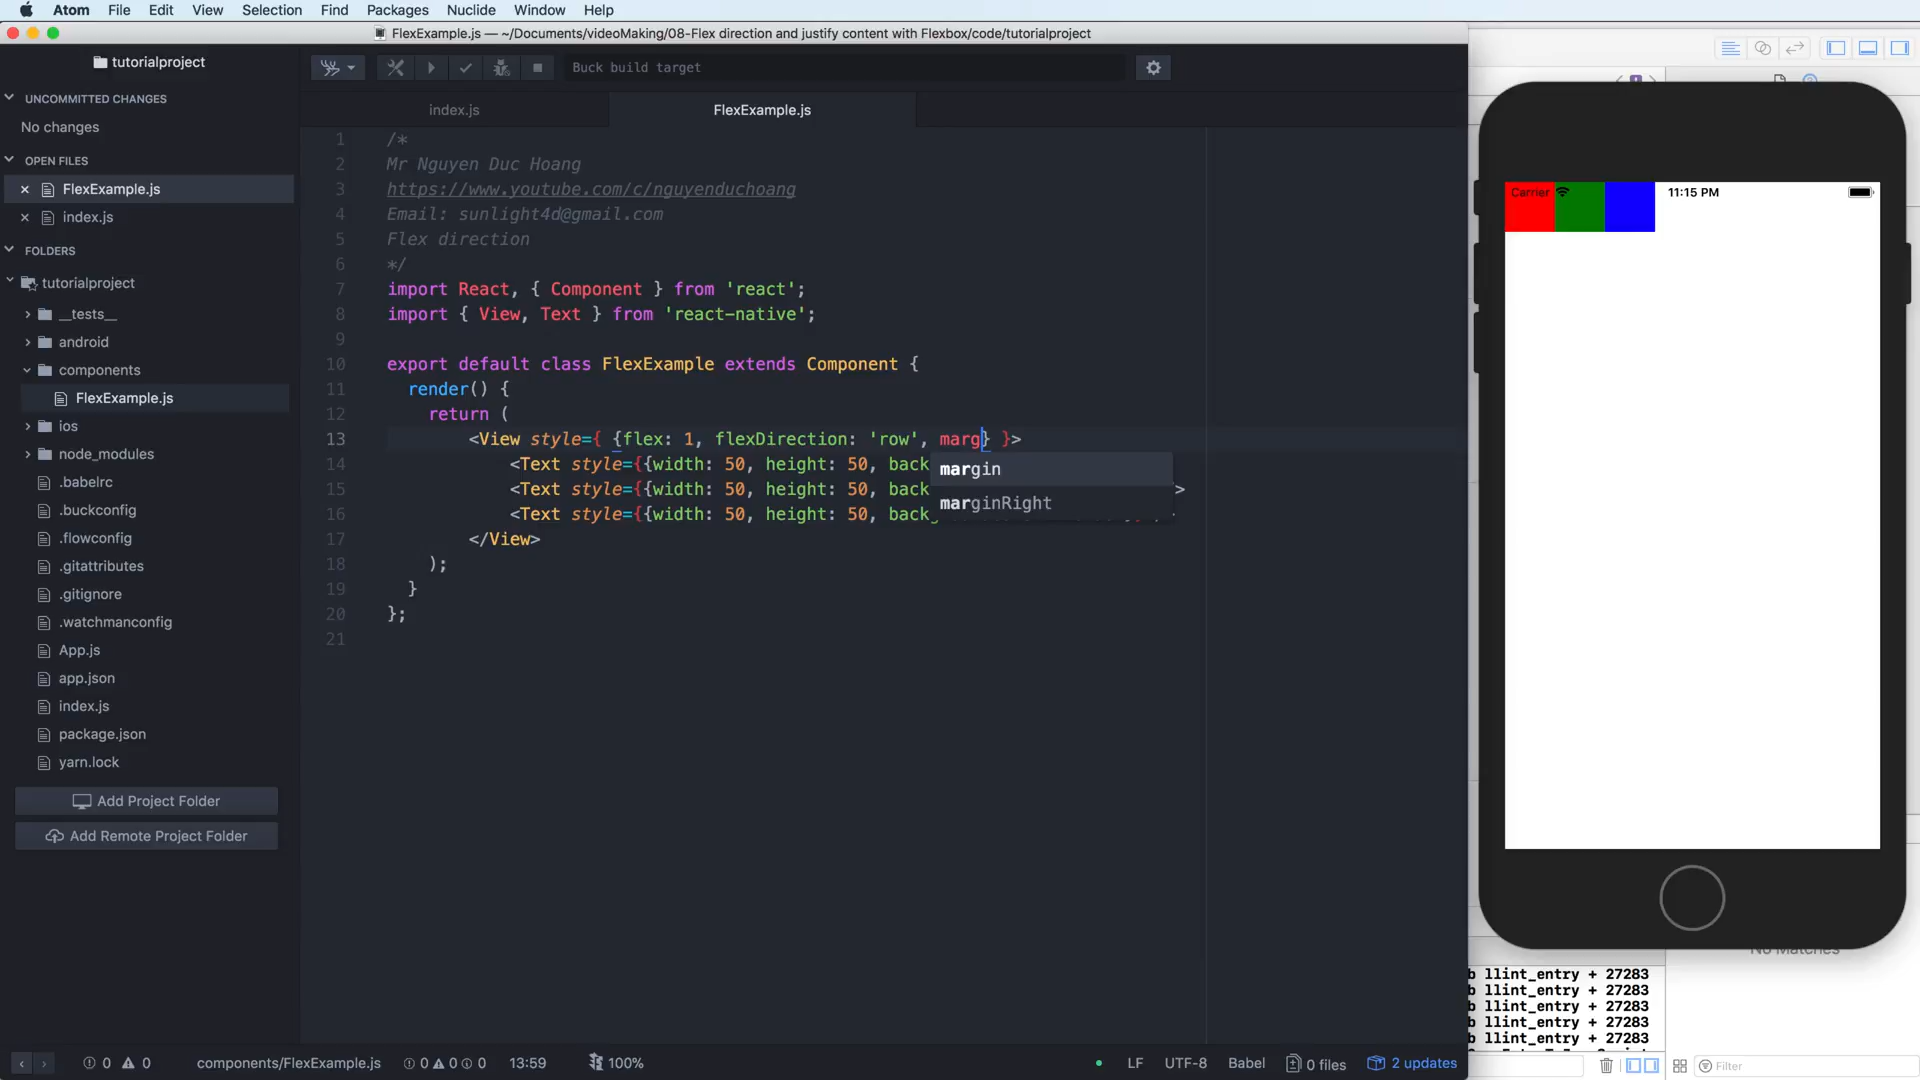 Atom File Edit View Selection Find Packages Nuclide Window Help
FlexExample.js — ~/Documents/videoMaking/08-Flex direction and justify content with Flexbox/code/tutorialproject
tutorialproject
Buck build target
UNCOMMITTED CHANGES
No changes
OPEN FILES
FlexExample.js
index.js
FOLDERS
tutorialproject
__tests__
android
components
FlexExample.js
ios
node_modules
.babelrc
.buckconfig
.flowconfig
.gitattributes
.gitignore
.watchmanconfig
App.js
app.json
index.js
package.json
yarn.lock
Add Project Folder
Add Remote Project Folder
index.js
FlexExample.js
1 /*
2 Mr Nguyen Duc Hoang
3 https://www.youtube.com/c/nguyenduchoang
4 Email: sunlight4d@gmail.com
5 Flex direction
6 */
7 import React, { Component } from 'react';
8 import { View, Text } from 'react-native';
9
10 export default class FlexExample extends Component {
11 render() {
12 return (
13 <View style={ {flex: 1, flexDirection: 'row', marg} }>
14 <Text style={{width: 50, height: 50, back
15 <Text style={{width: 50, height: 50, back >
16 <Text style={{width: 50, height: 50, back
17 </View>
18 );
19 }
20 };
21
margin
marginRight
Carrier 11:15 PM
No Matches
b llint_entry + 27283
b llint_entry + 27283
b llint_entry + 27283
b llint_entry + 27283
b llint_entry + 27283
Filter
0 0 components/FlexExample.js 0 0 0 13:59 100% LF UTF-8 Babel 0 files 2 updates